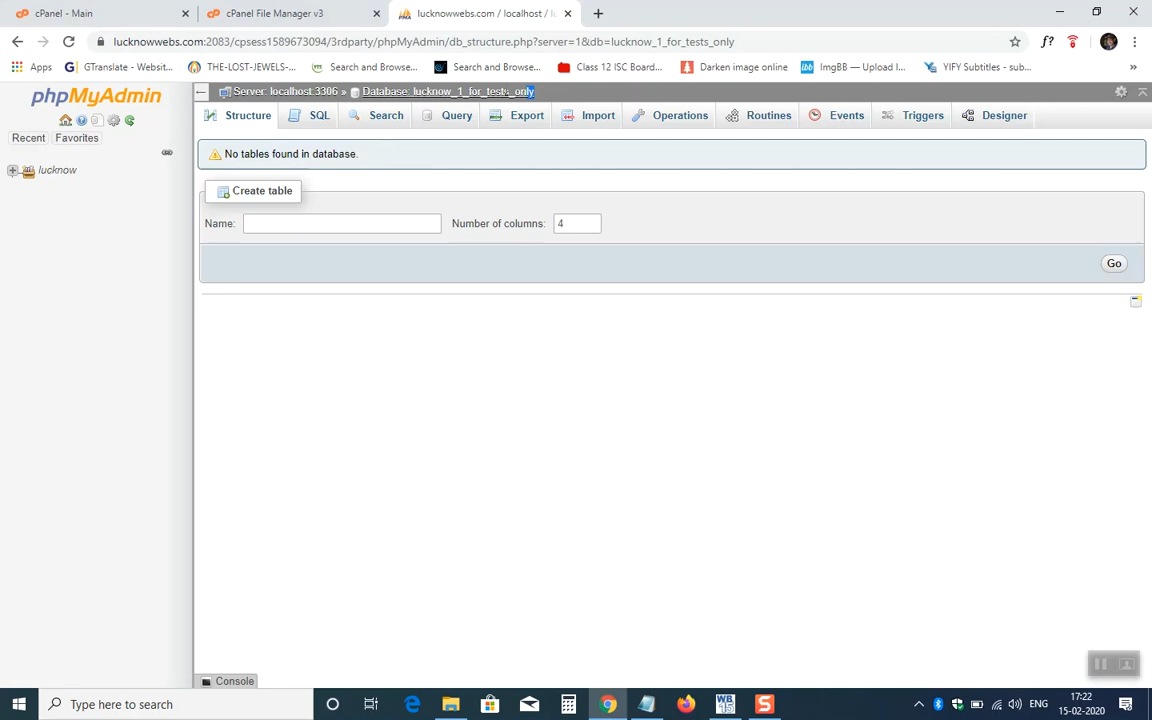 cPanel - Main
cPanel File Manager v3
lucknowwebs.com / localhost / lu
lucknowwebs.com:2083/cpsess1589673094/3rdparty/phpMyAdmin/db_structure.php?server=1&db=lucknow_1_for_tests_only
Apps
GTranslate - Websit...
THE-LOST-JEWELS-...
Search and Browse...
Search and Browse...
Class 12 ISC Board...
Darken image online
ImgBB — Upload I...
YIFY Subtitles - sub...
phpMyAdmin
Recent
Favorites
lucknow
Server: localhost:3306 » Database: lucknow_1_for_tests_only
Structure
SQL
Search
Query
Export
Import
Operations
Routines
Events
Triggers
Designer
No tables found in database.
Create table
Name:
Number of columns: 4
Go
Console
Type here to search
ENG
17:22
15-02-2020